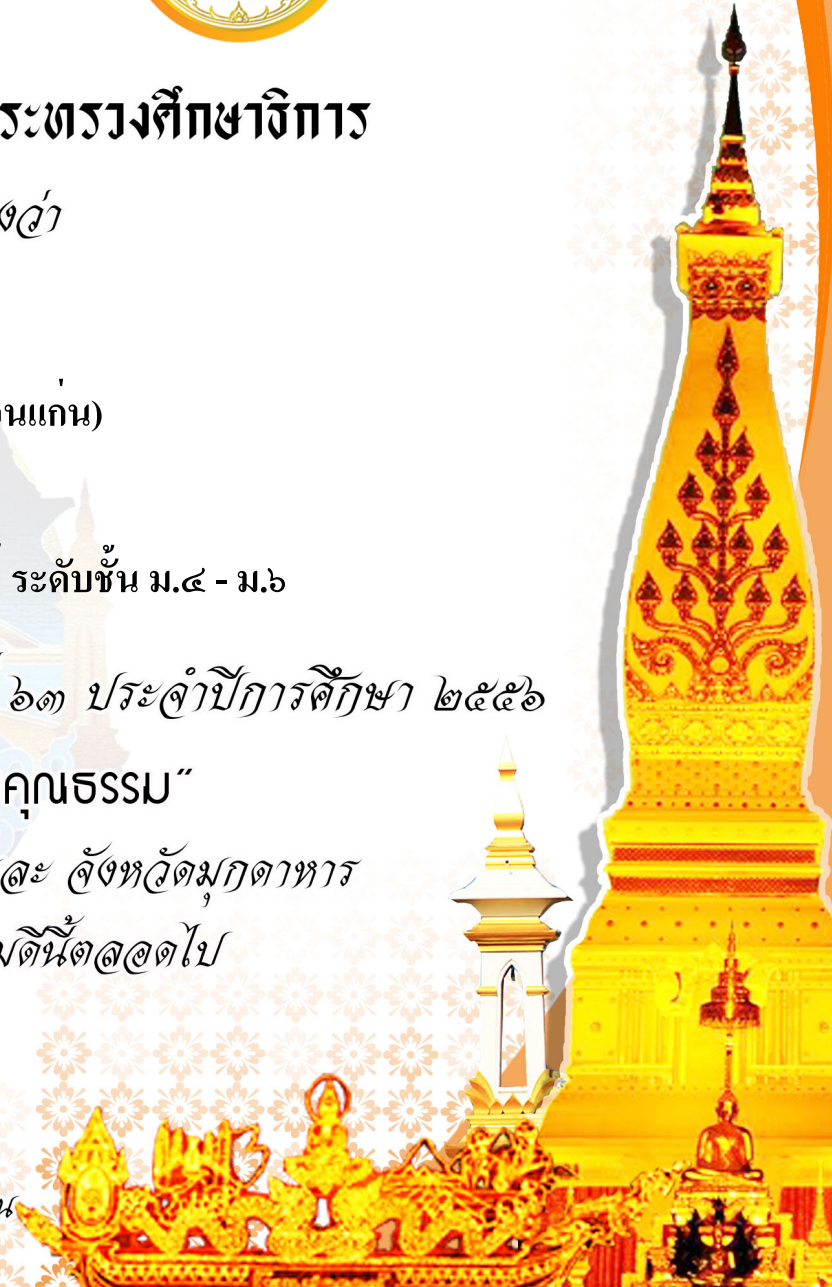 ระทรวงศึกษาธิการ
งว่า
อนแก่น)
ระดับชั้น ม.๔ - ม.๖
๖๓ ประจำปีการศึกษา ๒๕๕๖
คุณธรรม"
ละ จังหวัดมุกดาหาร
มดีนี้ตลอดไป
น